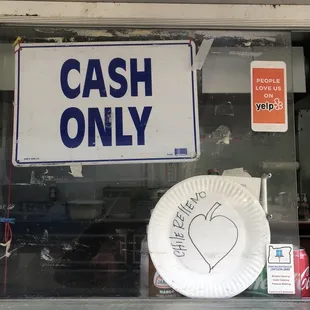 CASH
ONLY
PEOPLE
LOVE US
ON
yelp
CHILE RELLENO